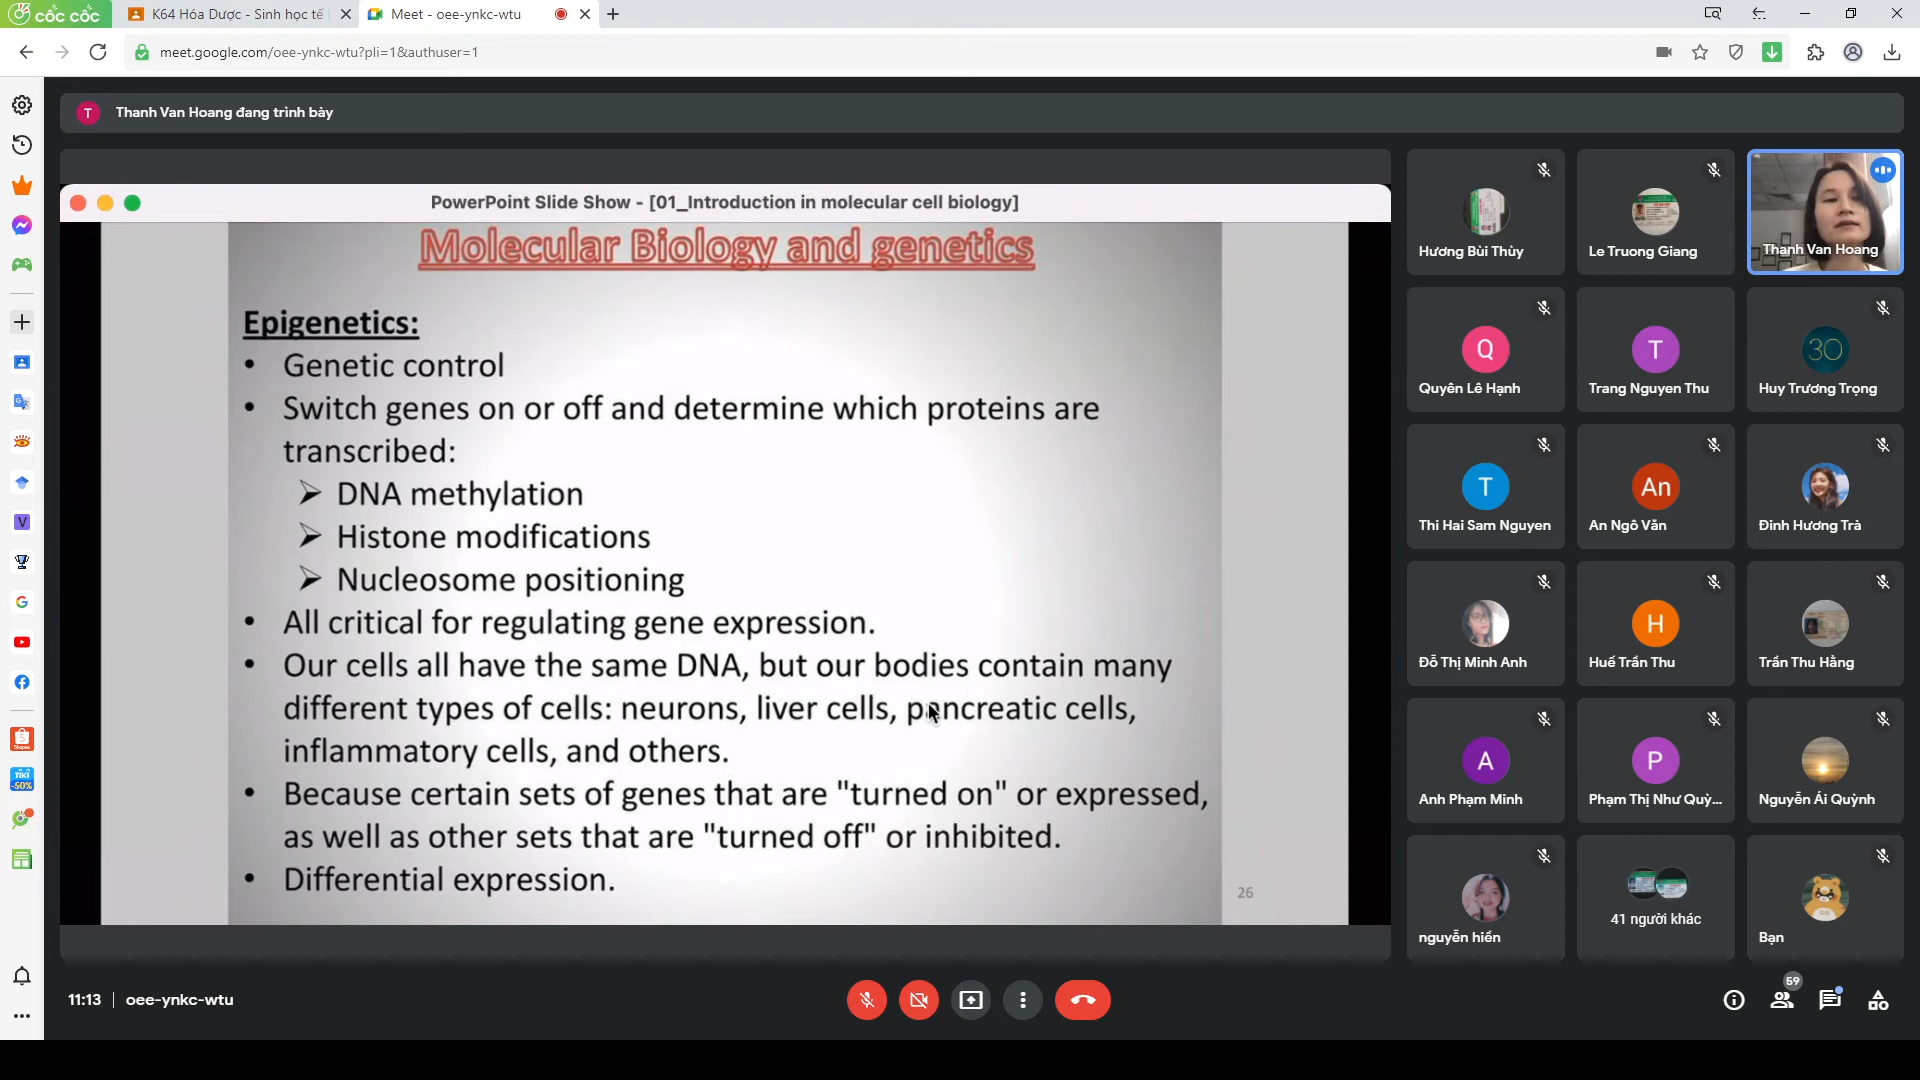 cốc cốc
K64 Hóa Dược - Sinh học tế
Meet - oee-ynkc-wtu
meet.google.com/oee-ynkc-wtu?pli=1&authuser=1
T
Thanh Van Hoang đang trình bày
PowerPoint Slide Show - [01_Introduction in molecular cell biology]
Molecular Biology and genetics
Epigenetics:
• Genetic control
• Switch genes on or off and determine which proteins are
transcribed:
➢ DNA methylation
➢ Histone modifications
➢ Nucleosome positioning
• All critical for regulating gene expression.
• Our cells all have the same DNA, but our bodies contain many
different types of cells: neurons, liver cells, pancreatic cells,
inflammatory cells, and others.
• Because certain sets of genes that are "turned on" or expressed,
as well as other sets that are "turned off" or inhibited.
• Differential expression.
26
Hương Bùi Thùy
Le Truong Giang
Thanh Van Hoang
Q
Quyên Lê Hạnh
T
Trang Nguyen Thu
30
Huy Trương Trọng
T
Thi Hai Sam Nguyen
An
An Ngô Văn
Đinh Hương Trà
Đỗ Thị Minh Anh
H
Huế Trần Thu
Trần Thu Hằng
A
Anh Phạm Minh
P
Phạm Thị Như Quỳ...
Nguyễn Ái Quỳnh
nguyễn hiền
41 người khác
Bạn
V
Shopee
TIKI
-50%
11:13
oee-ynkc-wtu
59